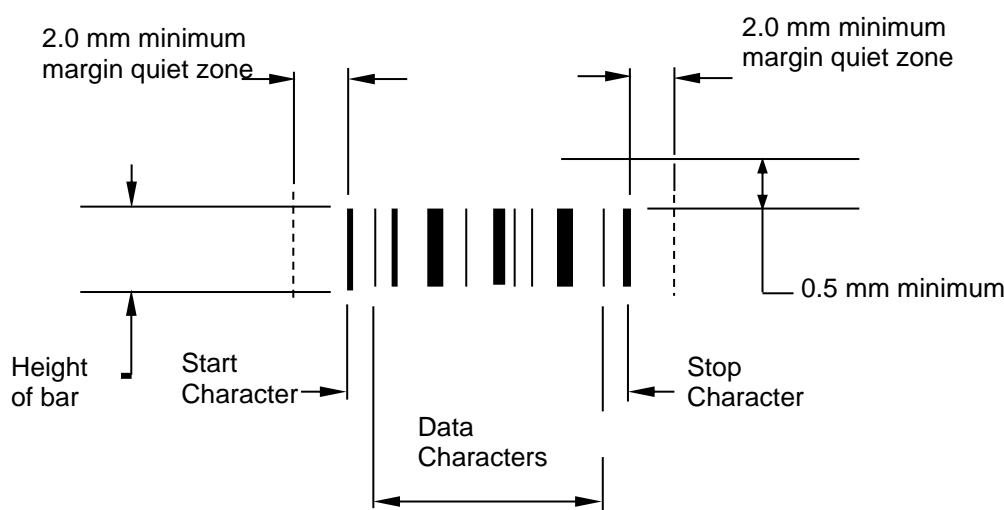 2.0 mm minimum
margin quiet zone
2.0 mm minimum
margin quiet zone
0.5 mm minimum
Height
of bar
Start
Character
Stop
Character
Data
Characters